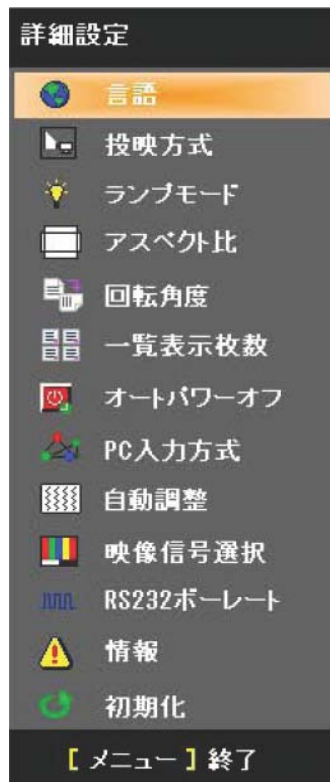 詳細設定
言語
投映方式
ランプモード
アスペクト比
回転角度
一覧表示枚数
オートパワーオフ
PC入力方式
自動調整
映像信号選択
RS232ボーレート
情報
初期化
[メニュー]終了